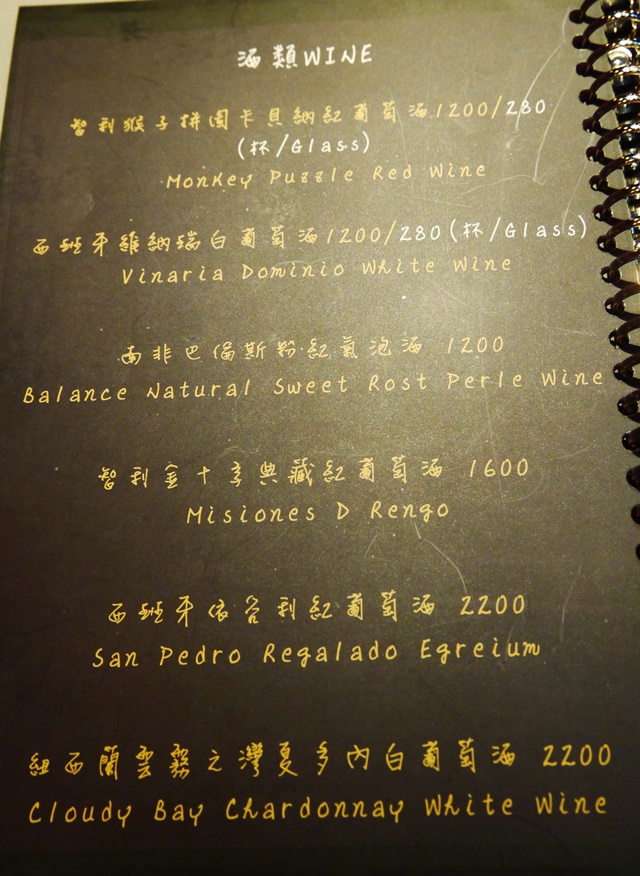 酒類WINE
智利猴子拼圖卡貝納紅葡萄酒1200/280
(杯/Glass)
Monkey Puzzle Red Wine
西班牙維納瑞白葡萄酒1200/280(杯/Glass)
Vinaria Dominio White Wine
南非巴倫斯粉紅氣泡酒 1200
Balance Natural Sweet Rost Perle Wine
智利金十字典藏紅葡萄酒 1600
Misiones D Rengo
西班牙依谷利紅葡萄酒 2200
San Pedro Regalado Egreium
紐西蘭雲霧之灣夏多內白葡萄酒 2200
Cloudy Bay Chardonnay White Wine